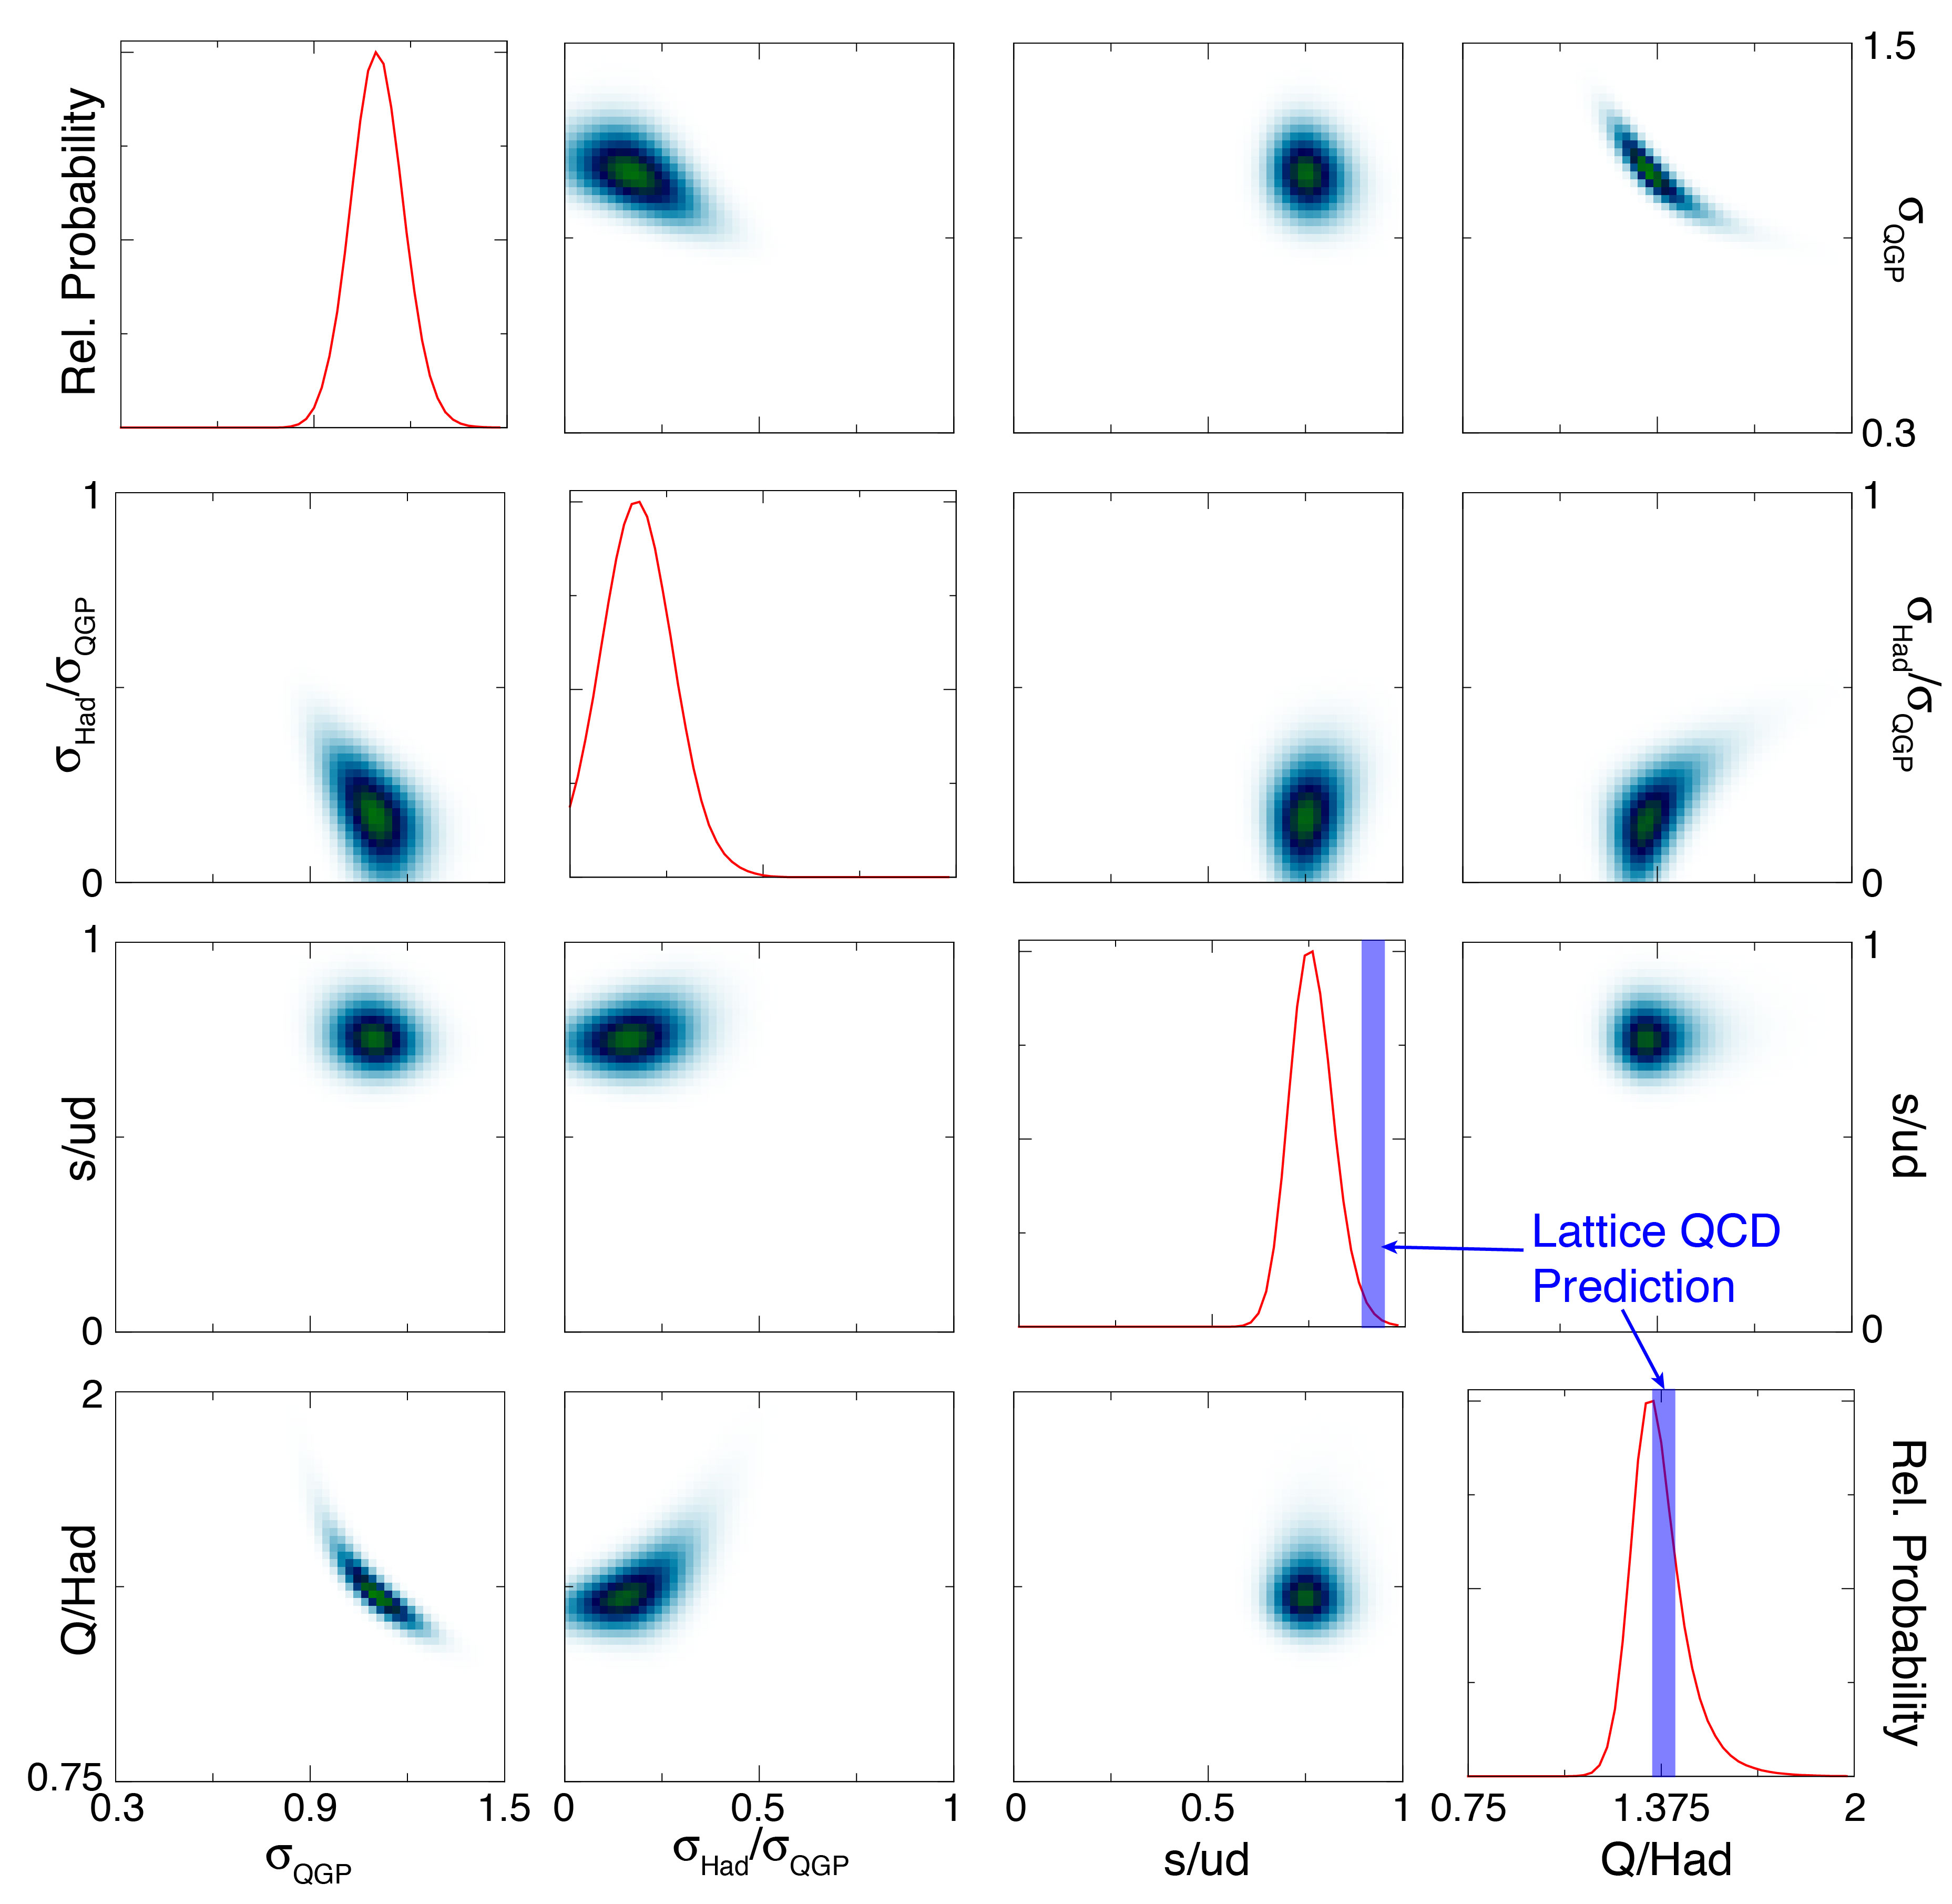 Rel. Probability
1.5
σQGP
0.3
1
σHad/σQGP
0
1
σHad/σQGP
0
1
s/ud
0
1
s/ud
0
Lattice QCD
Prediction
2
Q/Had
0.75
Rel. Probability
0.3 0.9 1.5 0 0.5 1 0 0.5 1 0.75 1.375 2
σQGP σHad/σQGP s/ud Q/Had